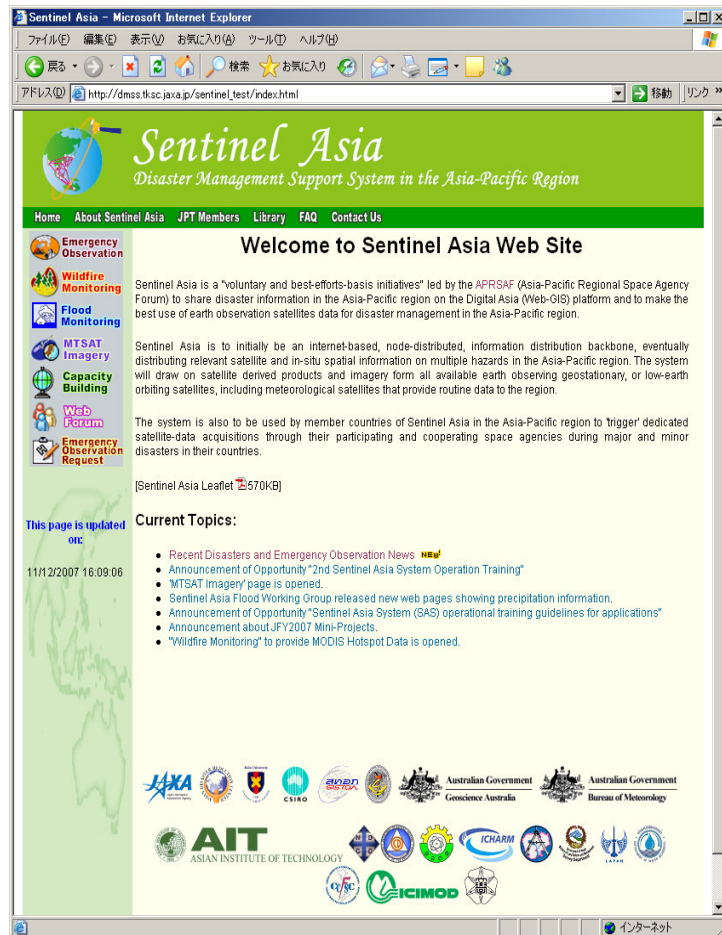 Sentinel Asia - Microsoft Internet Explorer
ファイル(F) 編集(E) 表示(V) お気に入り(A) ツール(T) ヘルプ(H)
戻る 検索 お気に入り
アドレス(D) http://dmss.tksc.jaxa.jp/sentinel_test/index.html 移動 リンク »
Sentinel Asia
Disaster Management Support System in the Asia-Pacific Region
Home About Sentinel Asia JPT Members Library FAQ Contact Us
Emergency
Observation
Wildfire
Monitoring
Flood
Monitoring
MTSAT
Imagery
Capacity
Building
Web
Forum
Emergency
Observation
Request
This page is updated
on:
11/12/2007 16:09:06
Welcome to Sentinel Asia Web Site
Sentinel Asia is a "voluntary and best-efforts-basis initiatives" led by the APRSAF (Asia-Pacific Regional Space Agency
Forum) to share disaster information in the Asia-Pacific region on the Digital Asia (Web-GIS) platform and to make the
best use of earth observation satellites data for disaster management in the Asia-Pacific region.
Sentinel Asia is to initially be an internet-based, node-distributed, information distribution backbone, eventually
distributing relevant satellite and in-situ spatial information on multiple hazards in the Asia-Pacific region. The system
will draw on satellite derived products and imagery form all available earth observing geostationary, or low-earth
orbiting satellites, including meteorological satellites that provide routine data to the region.
The system is also to be used by member countries of Sentinel Asia in the Asia-Pacific region to 'trigger' dedicated
satellite-data acquisitions through their participating and cooperating space agencies during major and minor
disasters in their countries.
[Sentinel Asia Leaflet 570KB]
Current Topics:
Recent Disasters and Emergency Observation News NEW!
Announcement of Opportunity "2nd Sentinel Asia System Operation Training"
'MTSAT Imagery' page is opened.
Sentinel Asia Flood Working Group released new web pages showing precipitation information.
Announcement of Opportunity "Sentinel Asia System (SAS) operational training guidelines for applications"
Announcement about JFY2007 Mini-Projects.
"Wildfire Monitoring" to provide MODIS Hotspot Data is opened.
JAXA
CSIRO
GISTDA
Australian Government
Geoscience Australia
Australian Government
Bureau of Meteorology
AIT
ASIAN INSTITUTE OF TECHNOLOGY
ICHARM
LAPAN
ICIMOD
インターネット